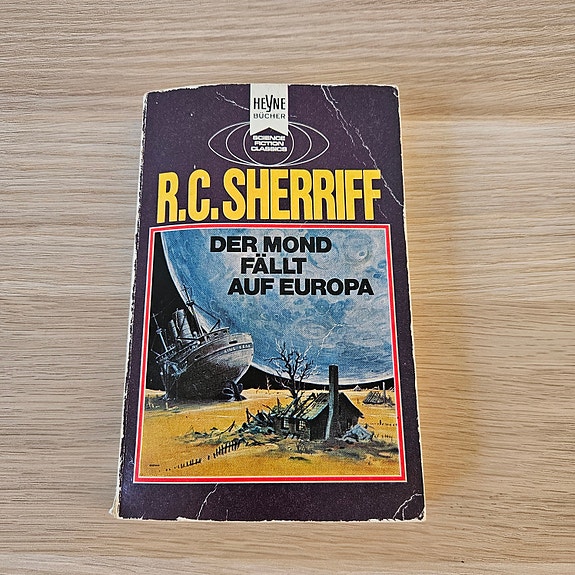 HEYNE
BÜCHER
SCIENCE
FICTION
CLASSICS
R.C. SHERRIFF
DER MOND
FÄLLT
AUF EUROPA